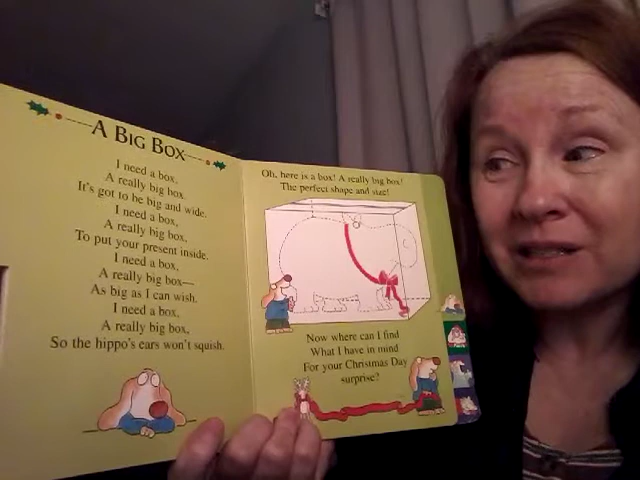 A BIG BOX
I need a box,
A really big box.
It's got to be big and wide.
I need a box,
A really big box,
To put your present inside.
I need a box,
A really big box—
As big as I can wish.
I need a box,
A really big box,
So the hippo's ears won't squish.
Oh, here is a box! A really big box!
The perfect shape and size!
Now where can I find
What I have in mind
For your Christmas Day
surprise?